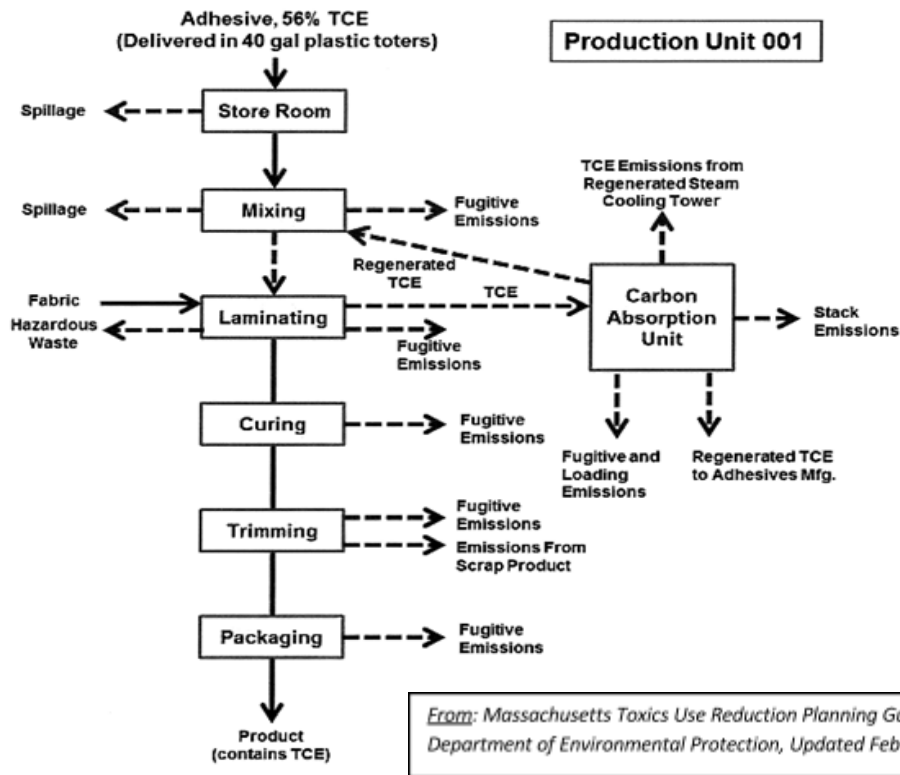 Adhesive, 56% TCE
(Delivered in 40 gal plastic toters)
Production Unit 001
Spillage
Store Room
TCE Emissions from
Regenerated Steam
Cooling Tower
Spillage
Mixing
Fugitive
Emissions
Regenerated
TCE
TCE
Fabric
Hazardous
Waste
Laminating
Fugitive
Emissions
Carbon
Absorption
Unit
Stack
Emissions
Curing
Fugitive
Emissions
Fugitive and
Loading
Emissions
Regenerated TCE
to Adhesives Mfg.
Trimming
Fugitive
Emissions
Emissions From
Scrap Product
Packaging
Fugitive
Emissions
Product
(contains TCE)
From: Massachusetts Toxics Use Reduction Planning
Department of Environmental Protection, Updated